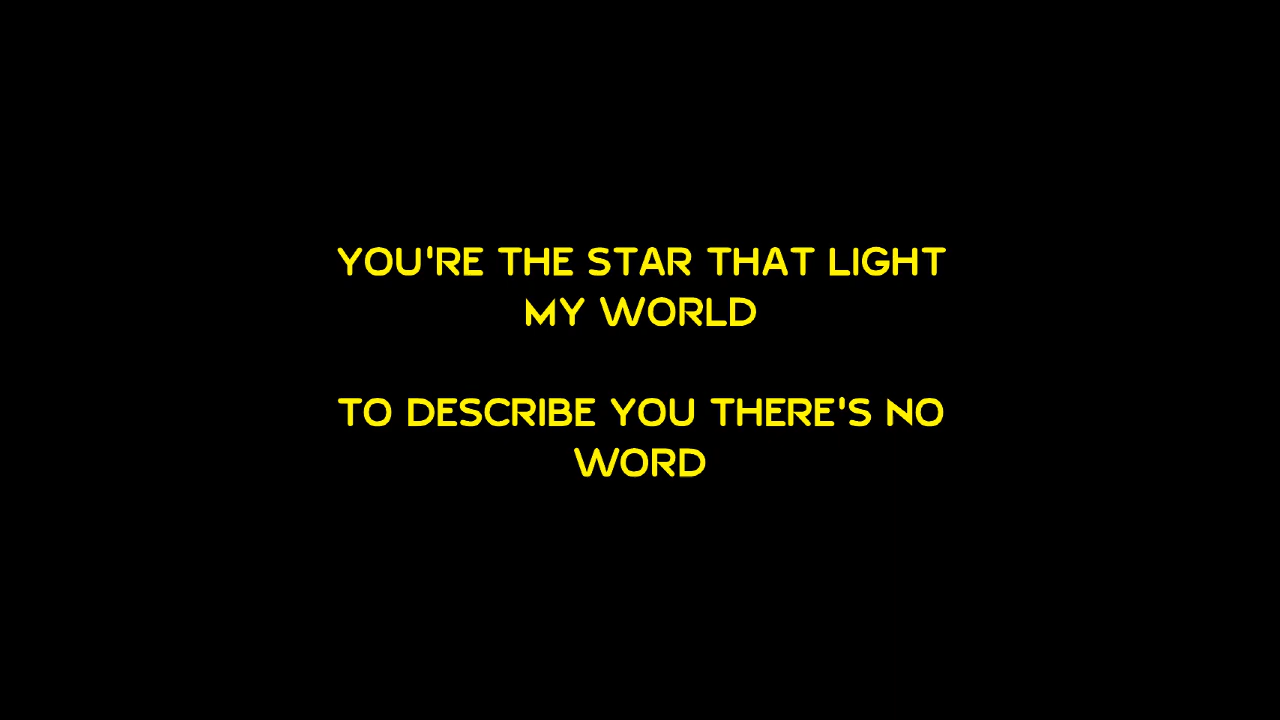 YOU'RE THE STAR THAT LIGHT
MY WORLD
TO DESCRIBE YOU THERE'S NO
WORD